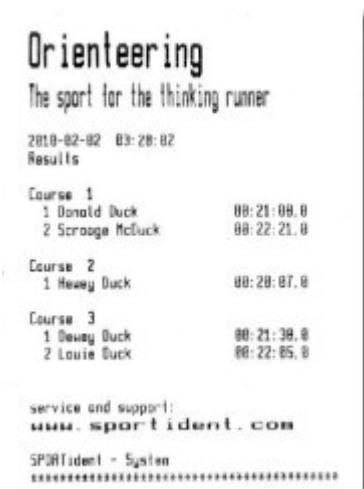 Orienteering
The sport for the thinking runner
2010-02-02 03:20:02
Results
Course 1
1 Donald Duck 00:21:00.0
2 Scrooge McDuck 00:22:21.0
Course 2
1 Hewey Duck 00:20:07.0
Course 3
1 Dewey Duck 00:21:30.0
2 Louie Duck 00:22:05.0
service and support:
www.sportident.com
SPORTident - System
****************************************